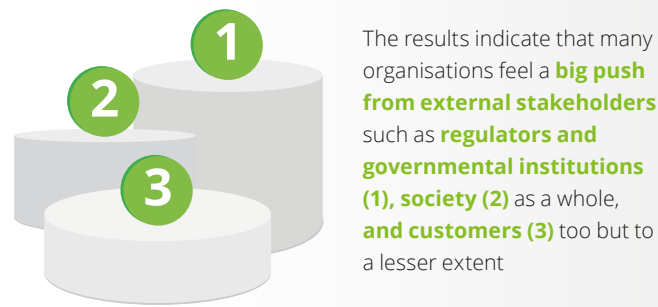 1
2
3
The results indicate that many
organisations feel a big push
from external stakeholders
such as regulators and
governmental institutions
(1), society (2) as a whole,
and customers (3) too but to
a lesser extent